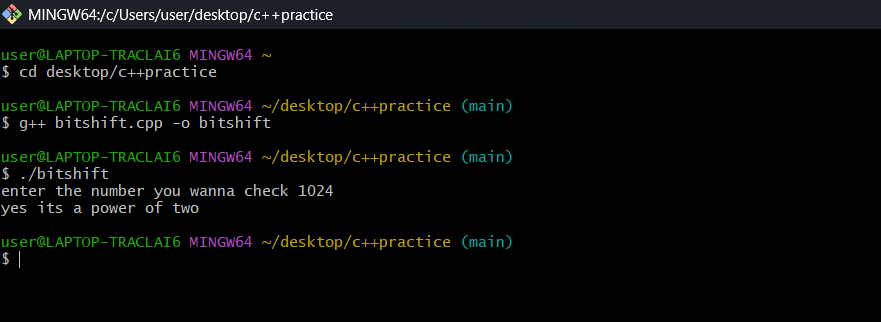 MINGW64:/c/Users/user/desktop/c++practice
user@LAPTOP-TRACLAI6 MINGW64 ~
$ cd desktop/c++practice
user@LAPTOP-TRACLAI6 MINGW64 ~/desktop/c++practice (main)
$ g++ bitshift.cpp -o bitshift
user@LAPTOP-TRACLAI6 MINGW64 ~/desktop/c++practice (main)
$ ./bitshift
enter the number you wanna check 1024
yes its a power of two
user@LAPTOP-TRACLAI6 MINGW64 ~/desktop/c++practice (main)
$